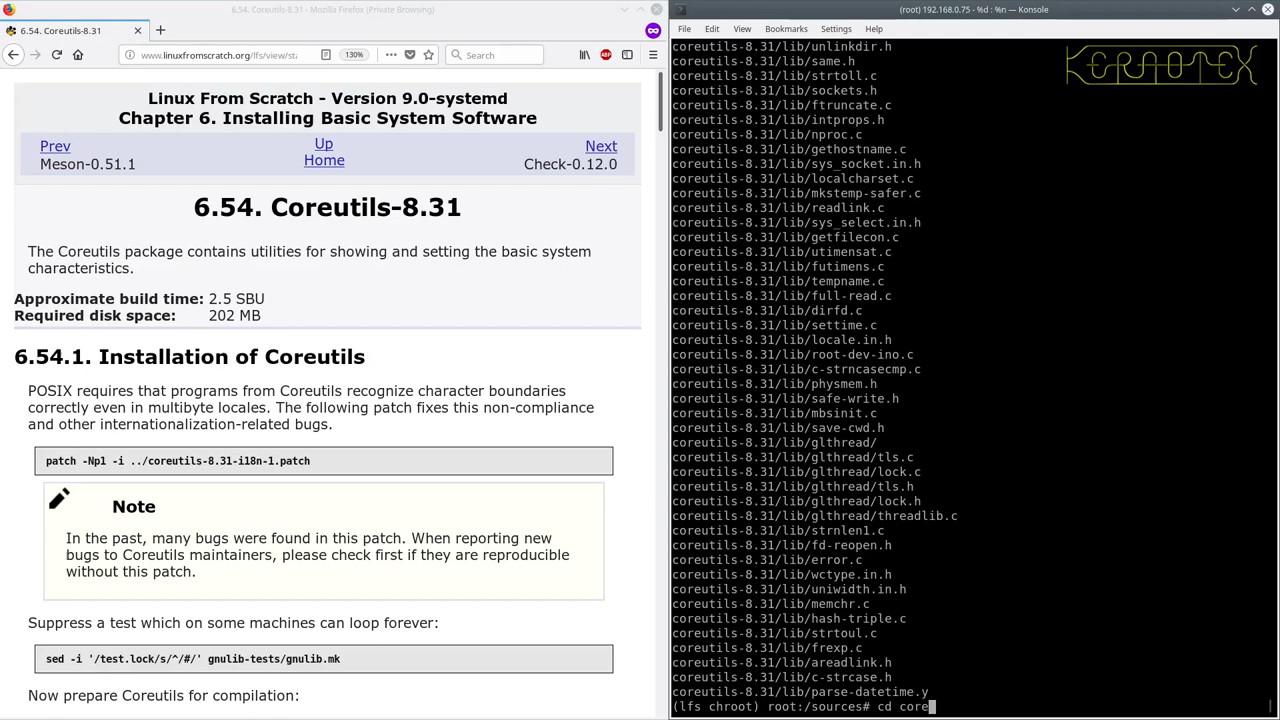 6.54. Coreutils-8.31 - Mozilla Firefox (Private Browsing)
6.54. Coreutils-8.31
www.linuxfromscratch.org/lfs/view/sta
130%
Search
Linux From Scratch - Version 9.0-systemd
Chapter 6. Installing Basic System Software
Prev
Up
Next
Meson-0.51.1
Home
Check-0.12.0
6.54. Coreutils-8.31
The Coreutils package contains utilities for showing and setting the basic system
characteristics.
Approximate build time: 2.5 SBU
Required disk space: 202 MB
6.54.1. Installation of Coreutils
POSIX requires that programs from Coreutils recognize character boundaries
correctly even in multibyte locales. The following patch fixes this non-compliance
and other internationalization-related bugs.
patch -Np1 -i ../coreutils-8.31-i18n-1.patch
Note
In the past, many bugs were found in this patch. When reporting new
bugs to Coreutils maintainers, please check first if they are reproducible
without this patch.
Suppress a test which on some machines can loop forever:
sed -i '/test.lock/s/^/#/' gnulib-tests/gnulib.mk
Now prepare Coreutils for compilation:
(root) 192.168.0.75 - %d : %n — Konsole
File Edit View Bookmarks Settings Help
KERAOTEX
coreutils-8.31/lib/unlinkdir.h
coreutils-8.31/lib/same.h
coreutils-8.31/lib/strtoll.c
coreutils-8.31/lib/sockets.h
coreutils-8.31/lib/ftruncate.c
coreutils-8.31/lib/intprops.h
coreutils-8.31/lib/nproc.c
coreutils-8.31/lib/gethostname.c
coreutils-8.31/lib/sys_socket.in.h
coreutils-8.31/lib/localcharset.c
coreutils-8.31/lib/mkstemp-safer.c
coreutils-8.31/lib/readlink.c
coreutils-8.31/lib/sys_select.in.h
coreutils-8.31/lib/getfilecon.c
coreutils-8.31/lib/utimensat.c
coreutils-8.31/lib/futimens.c
coreutils-8.31/lib/tempname.c
coreutils-8.31/lib/full-read.c
coreutils-8.31/lib/dirfd.c
coreutils-8.31/lib/settime.c
coreutils-8.31/lib/locale.in.h
coreutils-8.31/lib/root-dev-ino.c
coreutils-8.31/lib/c-strncasecmp.c
coreutils-8.31/lib/physmem.h
coreutils-8.31/lib/safe-write.h
coreutils-8.31/lib/mbsinit.c
coreutils-8.31/lib/save-cwd.h
coreutils-8.31/lib/glthread/
coreutils-8.31/lib/glthread/tls.c
coreutils-8.31/lib/glthread/lock.c
coreutils-8.31/lib/glthread/tls.h
coreutils-8.31/lib/glthread/lock.h
coreutils-8.31/lib/glthread/threadlib.c
coreutils-8.31/lib/strnlen1.c
coreutils-8.31/lib/fd-reopen.h
coreutils-8.31/lib/error.c
coreutils-8.31/lib/wctype.in.h
coreutils-8.31/lib/uniwidth.in.h
coreutils-8.31/lib/memchr.c
coreutils-8.31/lib/hash-triple.c
coreutils-8.31/lib/strtoul.c
coreutils-8.31/lib/frexp.c
coreutils-8.31/lib/areadlink.h
coreutils-8.31/lib/c-strcase.h
coreutils-8.31/lib/parse-datetime.y
(lfs chroot) root:/sources# cd core